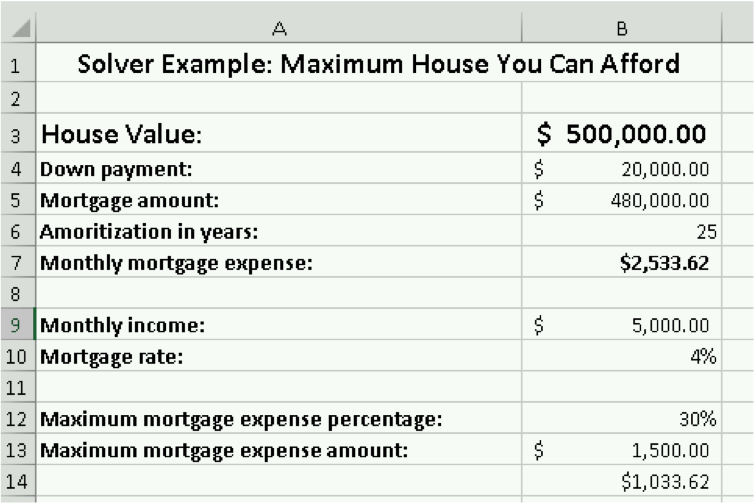 A B
1 Solver Example: Maximum House You Can Afford
2
3 House Value: $ 500,000.00
4 Down payment: $ 20,000.00
5 Mortgage amount: $ 480,000.00
6 Amoritization in years: 25
7 Monthly mortgage expense: $2,533.62
8
9 Monthly income: $ 5,000.00
10 Mortgage rate: 4%
11
12 Maximum mortgage expense percentage: 30%
13 Maximum mortgage expense amount: $ 1,500.00
14 $1,033.62